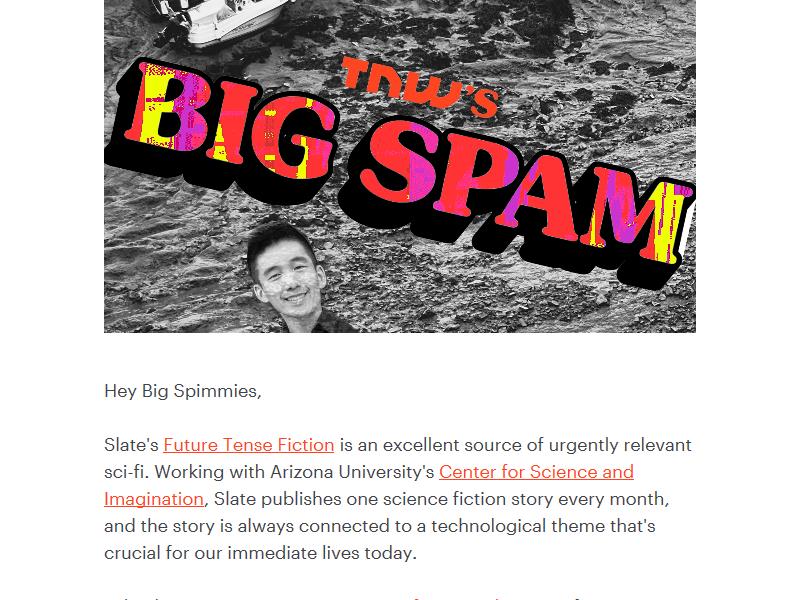 TNW's
BIG SPAM
Hey Big Spimmies,
Slate's Future Tense Fiction is an excellent source of urgently relevant
sci-fi. Working with Arizona University's Center for Science and
Imagination, Slate publishes one science fiction story every month,
and the story is always connected to a technological theme that's
crucial for our immediate lives today.